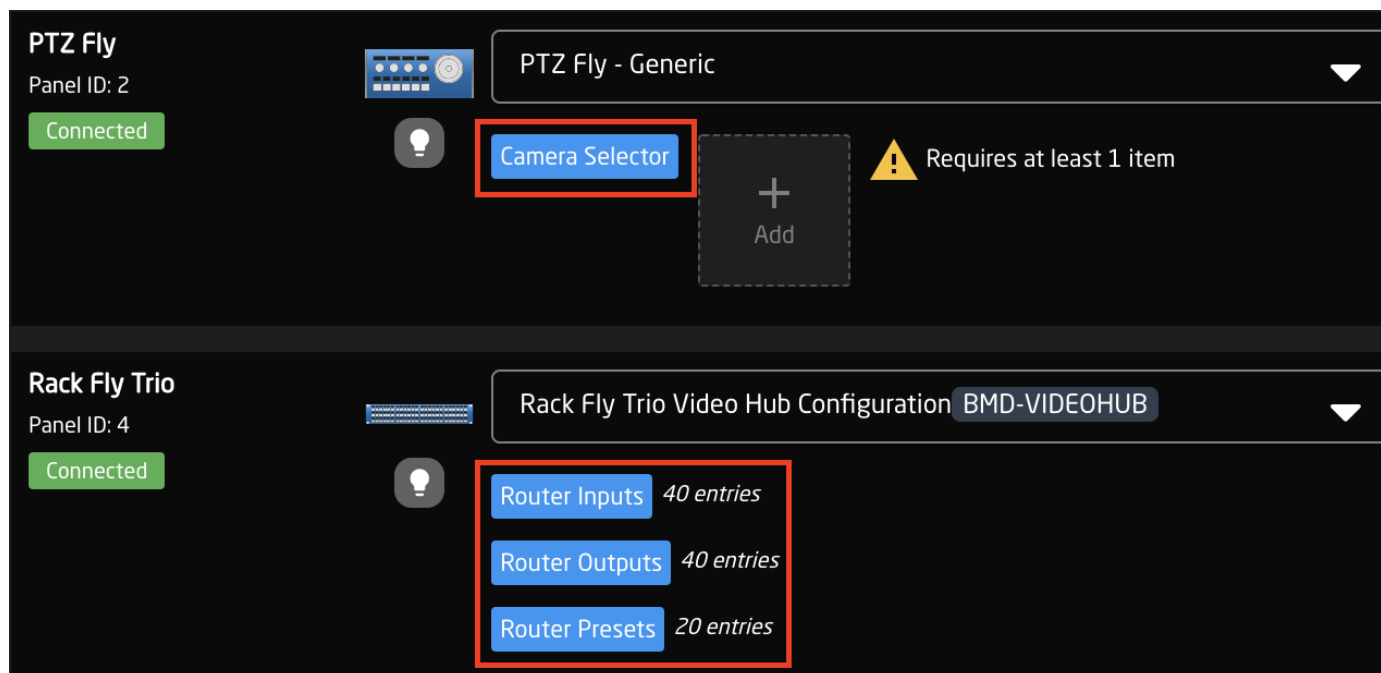 PTZ Fly
Panel ID: 2
Connected
PTZ Fly - Generic
Camera Selector
Add
Requires at least 1 item
Rack Fly Trio
Panel ID: 4
Connected
Rack Fly Trio Video Hub Configuration BMD-VIDEOHUB
Router Inputs 40 entries
Router Outputs 40 entries
Router Presets 20 entries